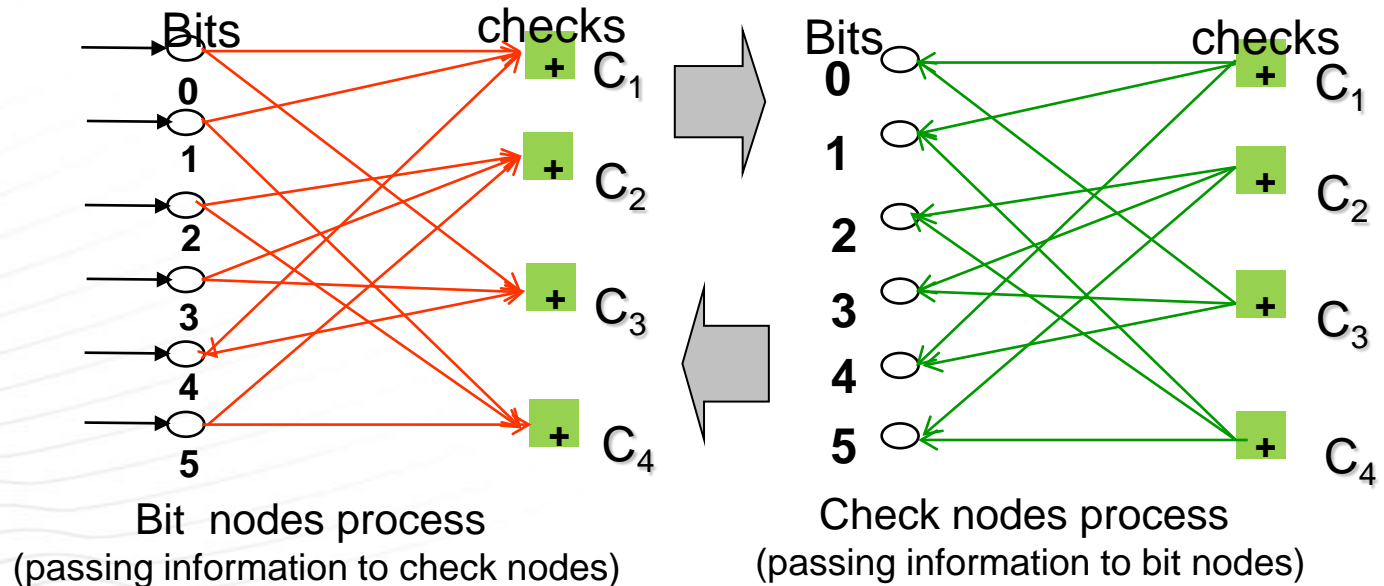 Bits
checks
0
1
2
3
4
5
+ C1
+ C2
+ C3
+ C4
Bit nodes process
(passing information to check nodes)
Bits
checks
0
1
2
3
4
5
+ C1
+ C2
+ C3
+ C4
Check nodes process
(passing information to bit nodes)